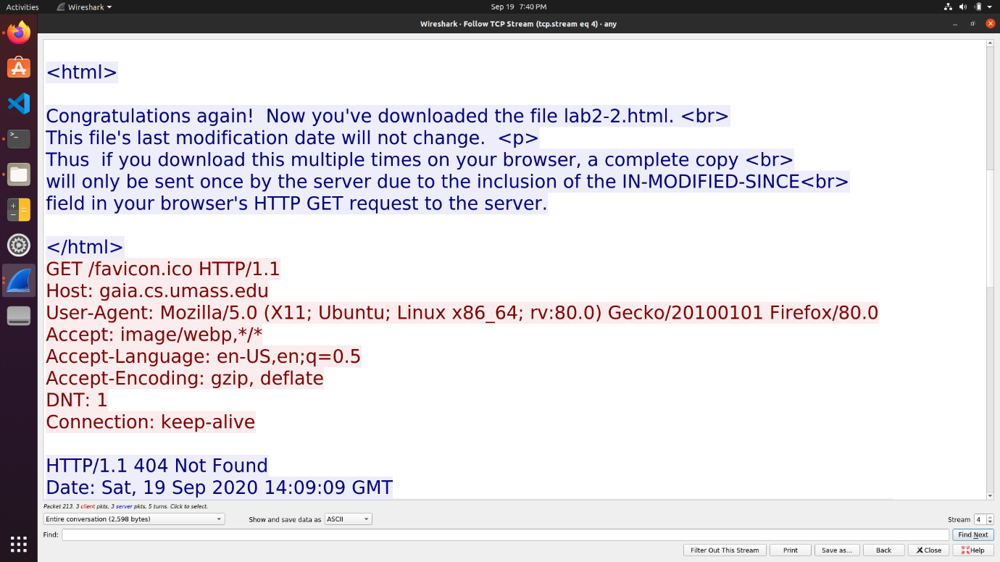 Activities
Wireshark
Sep 19 7:40 PM
Wireshark · Follow TCP Stream (tcp.stream eq 4) · any
<html>
Congratulations again!  Now you've downloaded the file lab2-2.html. <br>
This file's last modification date will not change.  <p>
Thus  if you download this multiple times on your browser, a complete copy <br>
will only be sent once by the server due to the inclusion of the IN-MODIFIED-SINCE<br>
field in your browser's HTTP GET request to the server.
</html>
GET /favicon.ico HTTP/1.1
Host: gaia.cs.umass.edu
User-Agent: Mozilla/5.0 (X11; Ubuntu; Linux x86_64; rv:80.0) Gecko/20100101 Firefox/80.0
Accept: image/webp,*/*
Accept-Language: en-US,en;q=0.5
Accept-Encoding: gzip, deflate
DNT: 1
Connection: keep-alive
HTTP/1.1 404 Not Found
Date: Sat, 19 Sep 2020 14:09:09 GMT
Packet 213. 3 client pkts, 3 server pkts, 5 turns. Click to select.
Entire conversation (2,598 bytes)
Show and save data as
ASCII
Stream
4
Find:
Find Next
Filter Out This Stream
Print
Save as...
Back
Close
Help